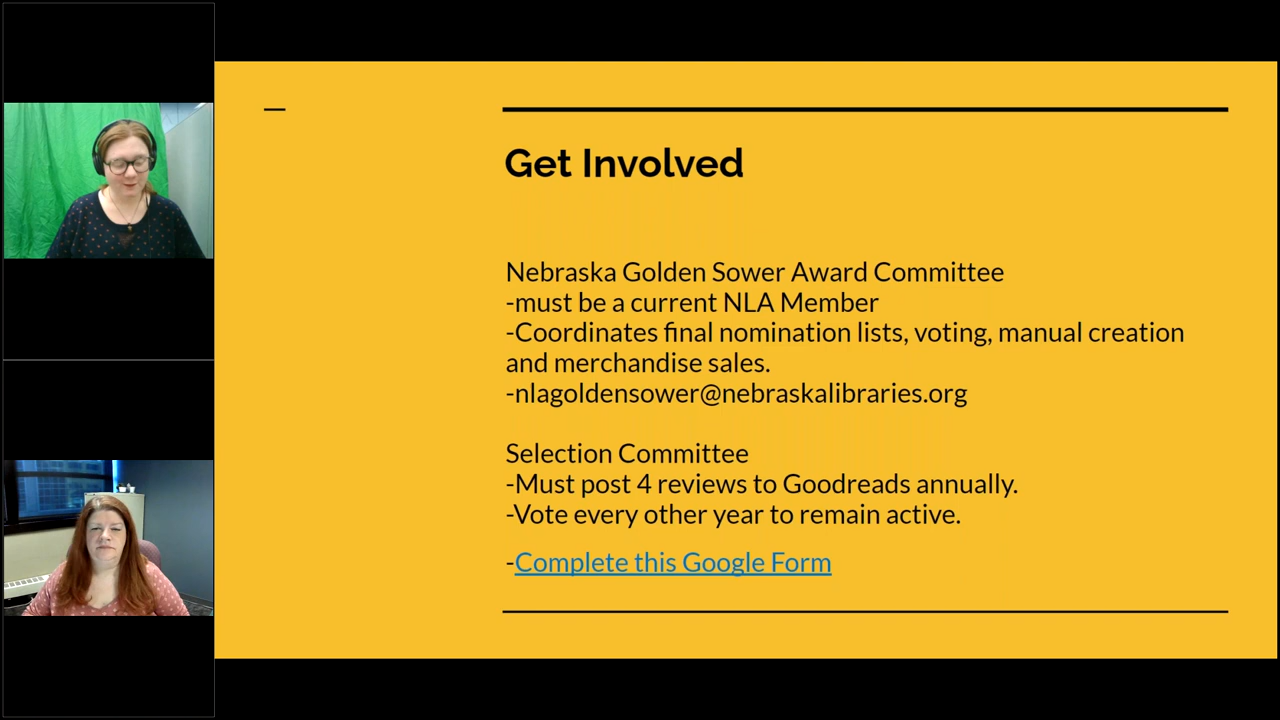 Get Involved
Nebraska Golden Sower Award Committee
-must be a current NLA Member
-Coordinates final nomination lists, voting, manual creation
and merchandise sales.
-nlagoldensower@nebraskalibraries.org
Selection Committee
-Must post 4 reviews to Goodreads annually.
-Vote every other year to remain active.
-Complete this Google Form